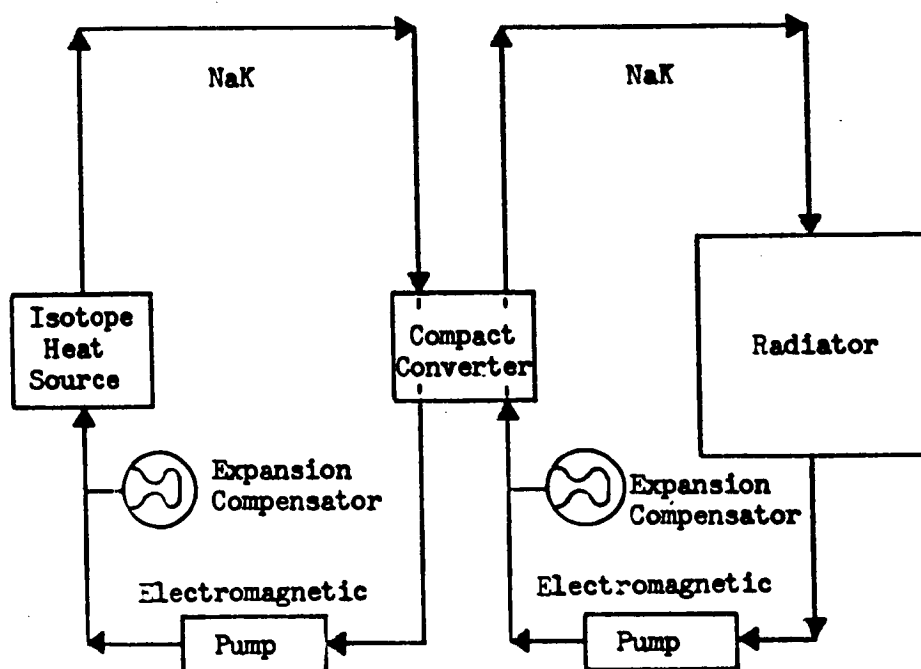 NaK
NaK
Isotope
Heat
Source
Compact
Converter
Radiator
Expansion
Compensator
Expansion
Compensator
Electromagnetic
Pump
Electromagnetic
Pump